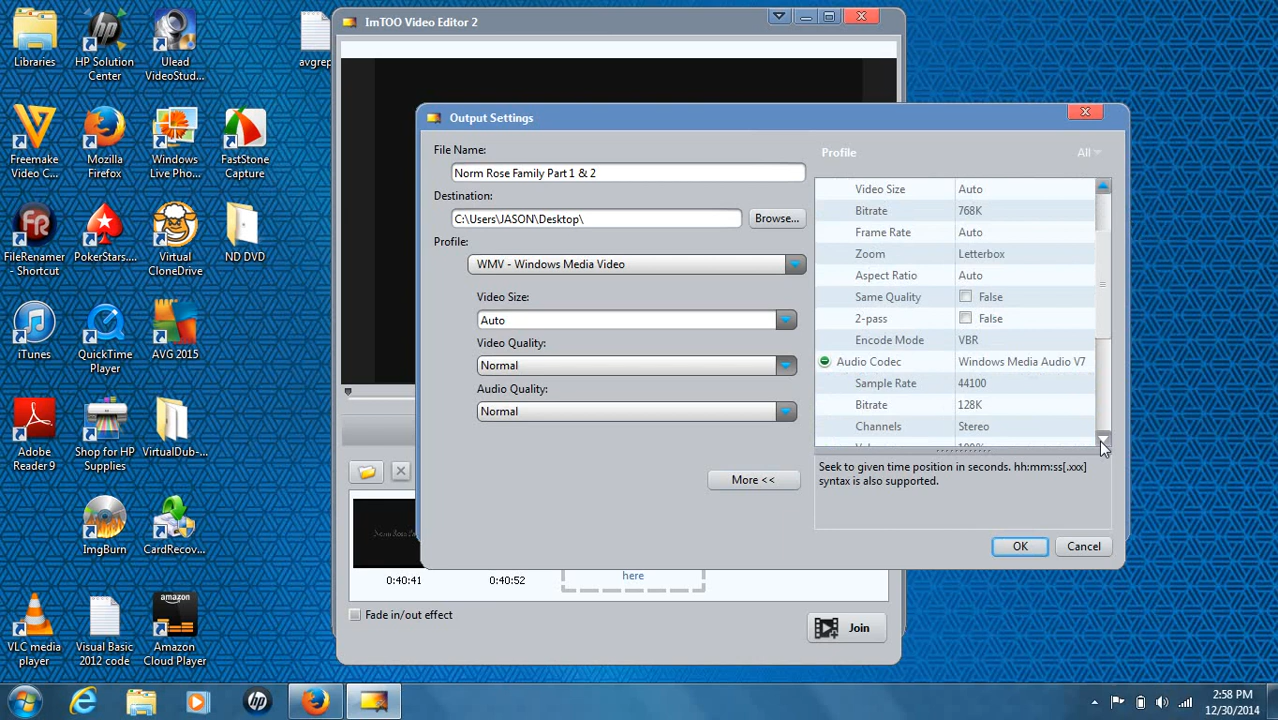 Libraries
HP Solution
Center
Ulead
VideoStud...
avgrep
Freemake
Video C...
Mozilla
Firefox
Windows
Live Pho...
FastStone
Capture
FileRenamer
- Shortcut
PokerStars....
Virtual
CloneDrive
ND DVD
iTunes
QuickTime
Player
AVG 2015
Adobe
Reader 9
Shop for HP
Supplies
VirtualDub-...
ImgBurn
CardRecov...
VLC media
player
Visual Basic
2012 code
Amazon
Cloud Player
ImTOO Video Editor 2
Output Settings
File Name:
Norm Rose Family Part 1 & 2
Destination:
C:\Users\JASON\Desktop\
Browse...
Profile:
WMV - Windows Media Video
Video Size:
Auto
Video Quality:
Normal
Audio Quality:
Normal
More <<
Profile
All
Video Size Auto
Bitrate 768K
Frame Rate Auto
Zoom Letterbox
Aspect Ratio Auto
Same Quality False
2-pass False
Encode Mode VBR
Audio Codec Windows Media Audio V7
Sample Rate 44100
Bitrate 128K
Channels Stereo
Seek to given time position in seconds. hh:mm:ss[.xxx]
syntax is also supported.
OK
Cancel
0:40:41
0:40:52
here
Fade in/out effect
Join
amazon
hp
2:58 PM
12/30/2014